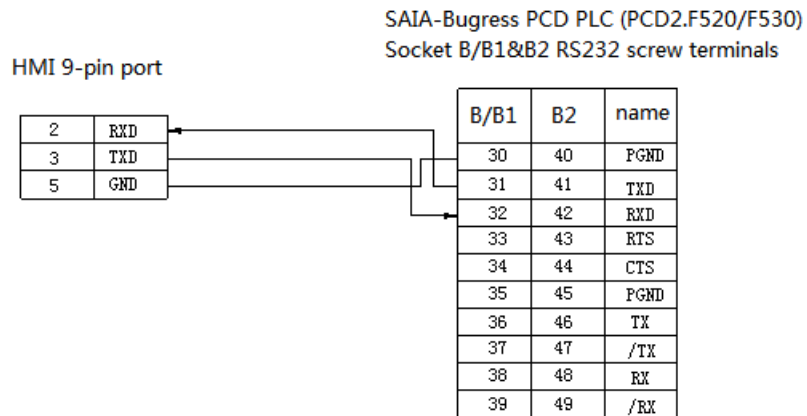 SAIA-Bugress PCD PLC (PCD2.F520/F530)
Socket B/B1&B2 RS232 screw terminals
HMI 9-pin port
2 RXD
3 TXD
5 GND
B/B1 B2 name
30 40 PGND
31 41 TXD
32 42 RXD
33 43 RTS
34 44 CTS
35 45 PGND
36 46 TX
37 47 /TX
38 48 RX
39 49 /RX